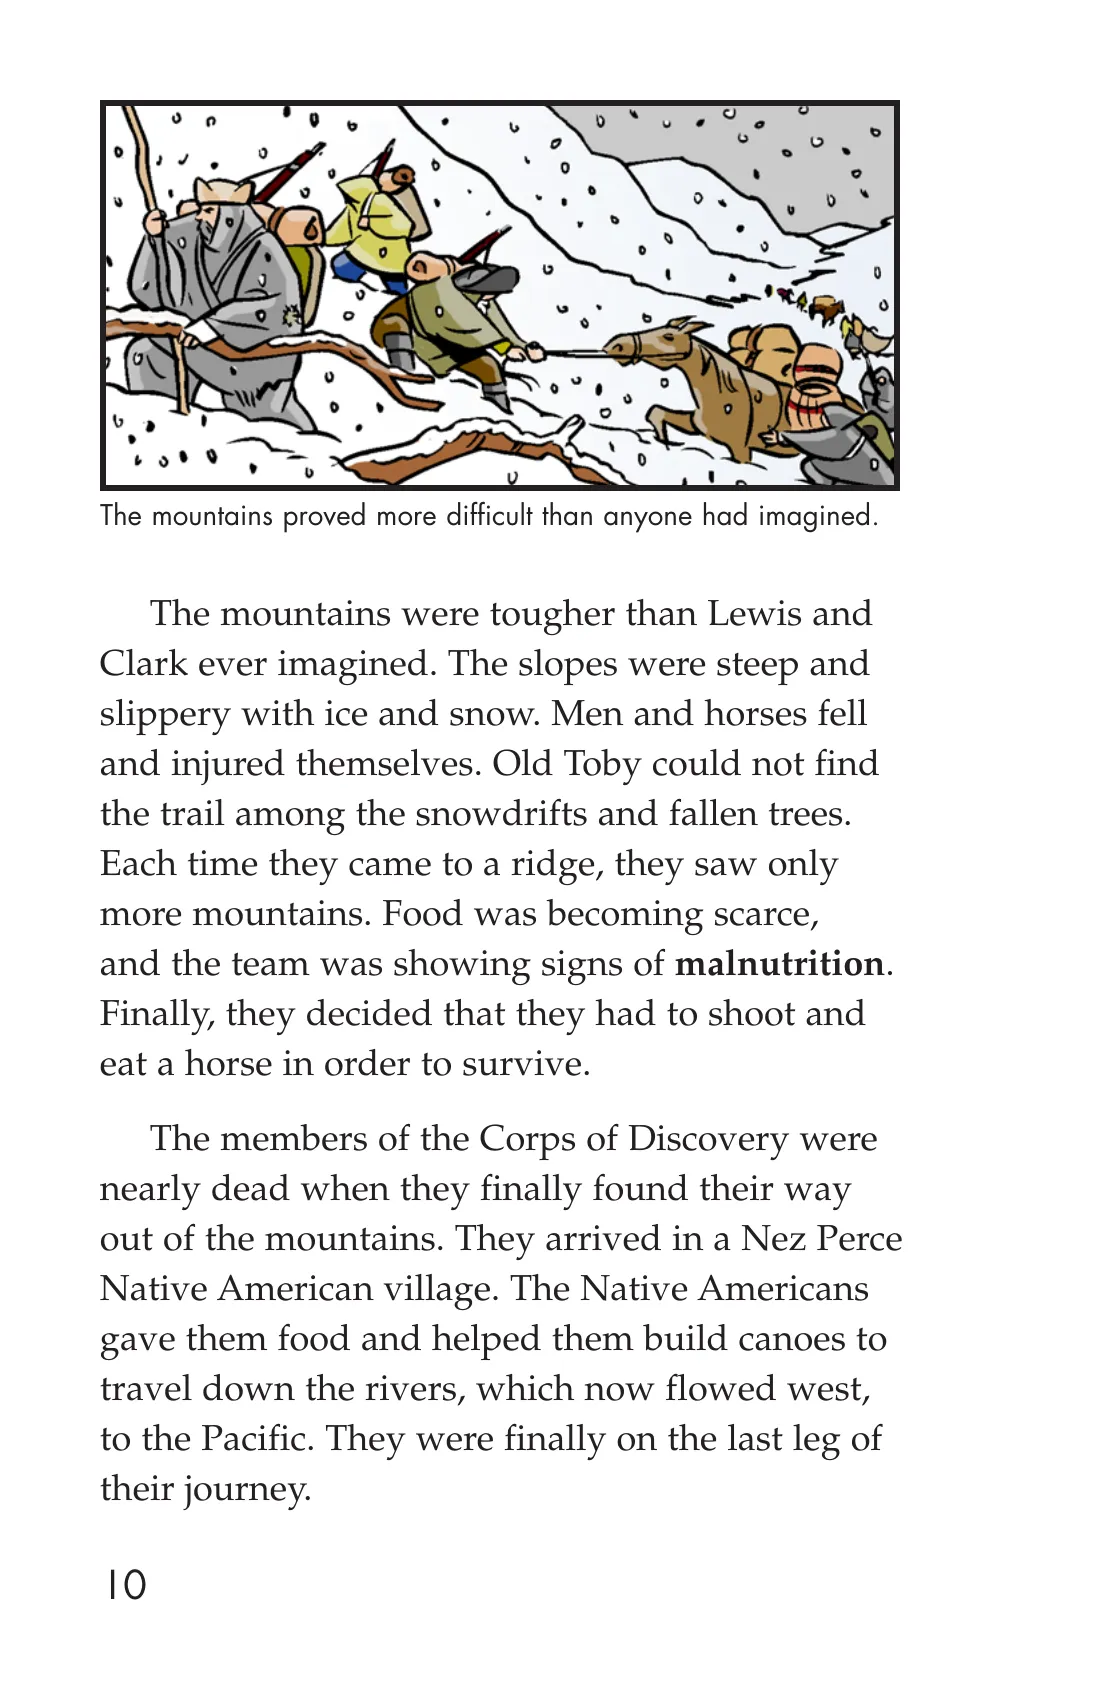 The mountains proved more difficult than anyone had imagined.
The mountains were tougher than Lewis and
Clark ever imagined. The slopes were steep and
slippery with ice and snow. Men and horses fell
and injured themselves. Old Toby could not find
the trail among the snowdrifts and fallen trees.
Each time they came to a ridge, they saw only
more mountains. Food was becoming scarce,
and the team was showing signs of malnutrition.
Finally, they decided that they had to shoot and
eat a horse in order to survive.
The members of the Corps of Discovery were
nearly dead when they finally found their way
out of the mountains. They arrived in a Nez Perce
Native American village. The Native Americans
gave them food and helped them build canoes to
travel down the rivers, which now flowed west,
to the Pacific. They were finally on the last leg of
their journey.
10